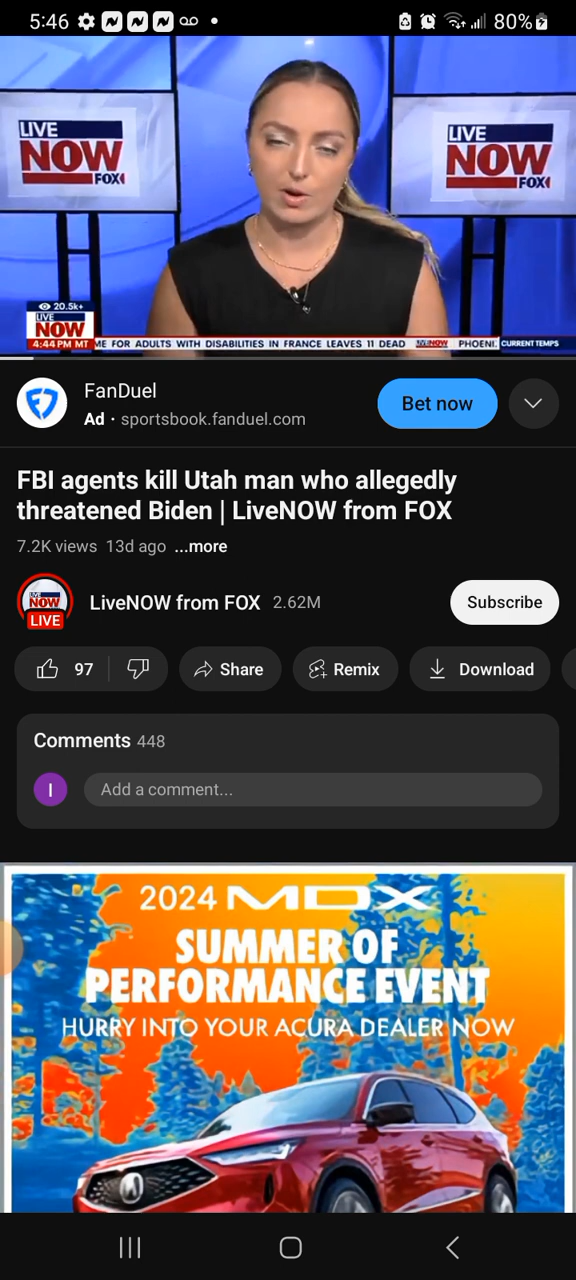 5:46
80%
LIVE
NOW
FOX
LIVE
NOW
FOX
20.5k+
LIVE
NOW
4:44 PM MT
ME FOR ADULTS WITH DISABILITIES IN FRANCE LEAVES 11 DEAD
LIVENOW
PHOENI
CURRENT TEMPS
FanDuel
Ad · sportsbook.fanduel.com
Bet now
FBI agents kill Utah man who allegedly
threatened Biden | LiveNOW from FOX
7.2K views 13d ago ...more
LIVE
NOW
LIVE
LiveNOW from FOX 2.62M
Subscribe
97
Share
Remix
Download
Comments 448
I
Add a comment...
2024 MDX
SUMMER OF
PERFORMANCE EVENT
HURRY INTO YOUR ACURA DEALER NOW